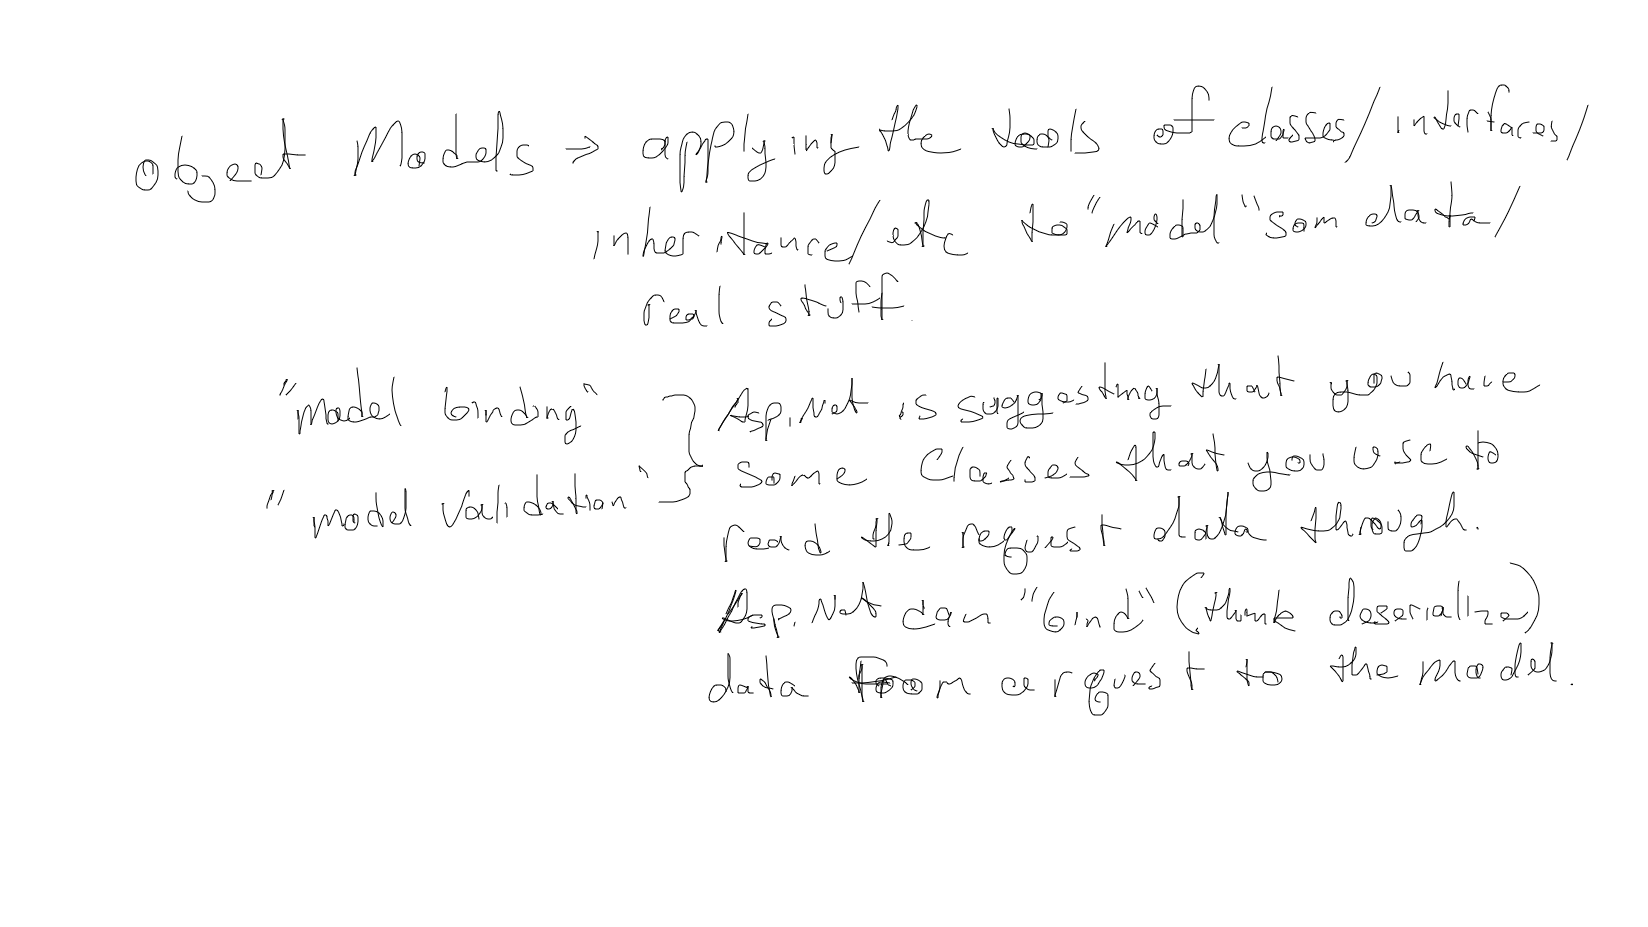 object Models → applying the tools of classes/interfaces/
inheritance/etc to "model" som data/
real stuff.
"model binding"
"model validation"
Asp.Net is suggesting that you have
some classes that you use to
read the request data through.
Asp.Net can "bind" (think deserialize)
data from a rquest to the model.